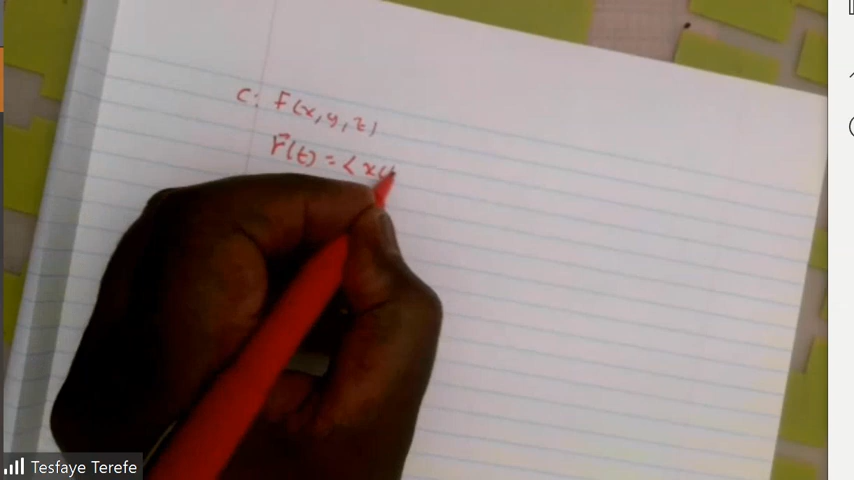 C: f(x, y, z)
r⃗(t) = < x(
Tesfaye Terefe